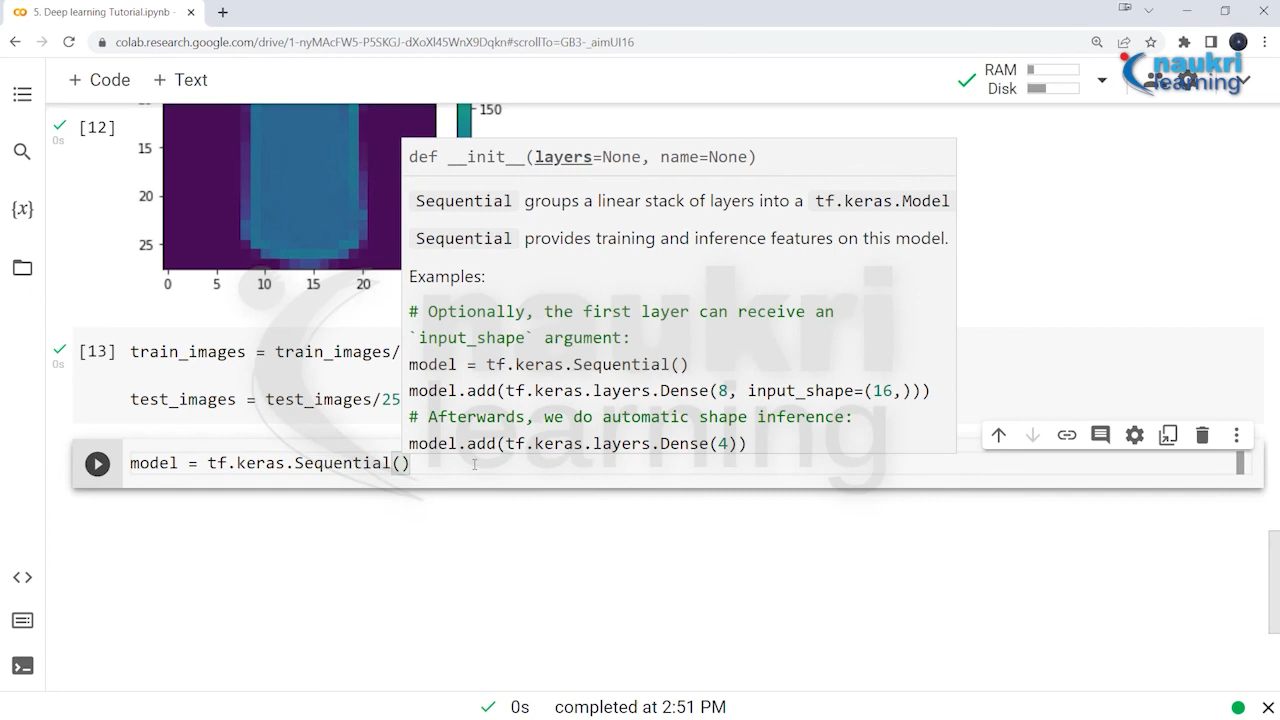 5. Deep learning Tutorial.ipynb -
colab.research.google.com/drive/1-nyMAcFW5-P5SKGJ-dXoXl45WnX9Dqkn#scrollTo=GB3-_aimUI16
+ Code + Text
RAM
Disk
naukri
learning
[12]
0s
150
15
20
25
0 5 10 15 20
def __init__(layers=None, name=None)
Sequential groups a linear stack of layers into a tf.keras.Model
Sequential provides training and inference features on this model.
Examples:
# Optionally, the first layer can receive an
`input_shape` argument:
model = tf.keras.Sequential()
model.add(tf.keras.layers.Dense(8, input_shape=(16,)))
# Afterwards, we do automatic shape inference:
model.add(tf.keras.layers.Dense(4))
[13] train_images = train_images/
0s
test_images = test_images/25
model = tf.keras.Sequential()
naukri
learning
0s completed at 2:51 PM